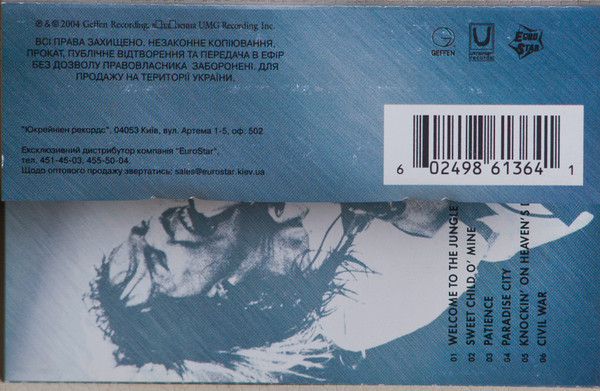 ℗ & © 2004 Geffen Recording, UMG Recording Inc.
ВСІ ПРАВА ЗАХИЩЕНО. НЕЗАКОННЕ КОПІЮВАННЯ,
ПРОКАТ, ПУБЛІЧНЕ ВІДТВОРЕННЯ ТА ПЕРЕДАЧА В ЕФІР
БЕЗ ДОЗВОЛУ ПРАВОВЛАСНИКА ЗАБОРОНЕНІ. ДЛЯ
ПРОДАЖУ НА ТЕРИТОРІЇ УКРАЇНИ.
GEFFEN
EURO
STAR
"Юкрейніен рекордс", 04053 Київ, вул. Артема 1-5, оф. 502
Ексклюзивний дистриб'ютор компанія "EuroStar",
тел. 451-45-03, 455-50-04.
Щодо оптового продажу звертатись: sales@eurostar.kiev.ua
6 02498 61364 1
01 WELCOME TO THE JUNGLE
02 SWEET CHILD O' MINE
03 PATIENCE
04 PARADISE CITY
05 KNOCKIN' ON HEAVEN'S
06 CIVIL WAR